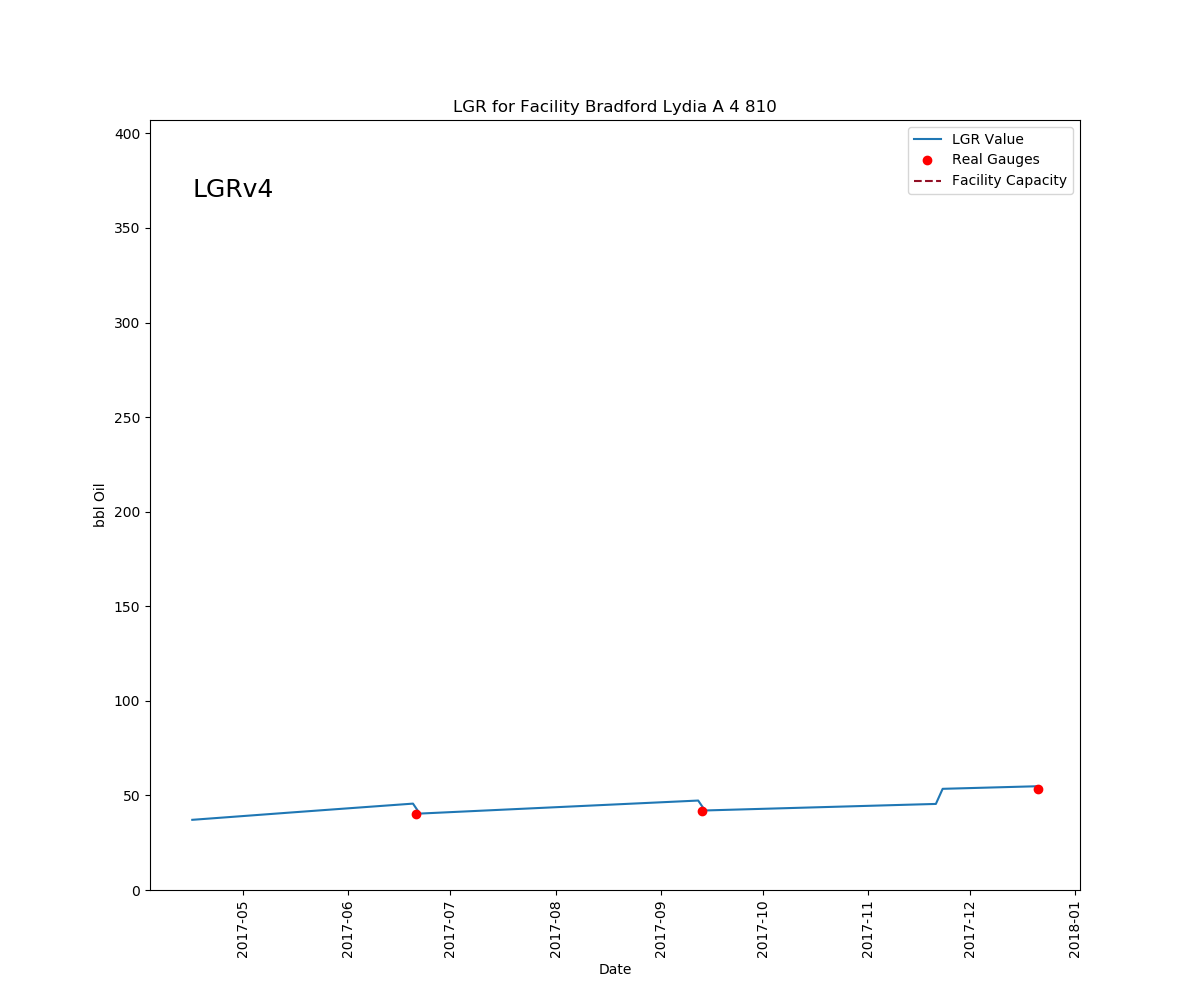 LGR for Facility Bradford Lydia A 4 810
LGRv4
LGR Value
Real Gauges
Facility Capacity
bbl Oil
400
350
300
250
200
150
100
50
0
2017-05
2017-06
2017-07
2017-08
2017-09
2017-10
2017-11
2017-12
2018-01
Date